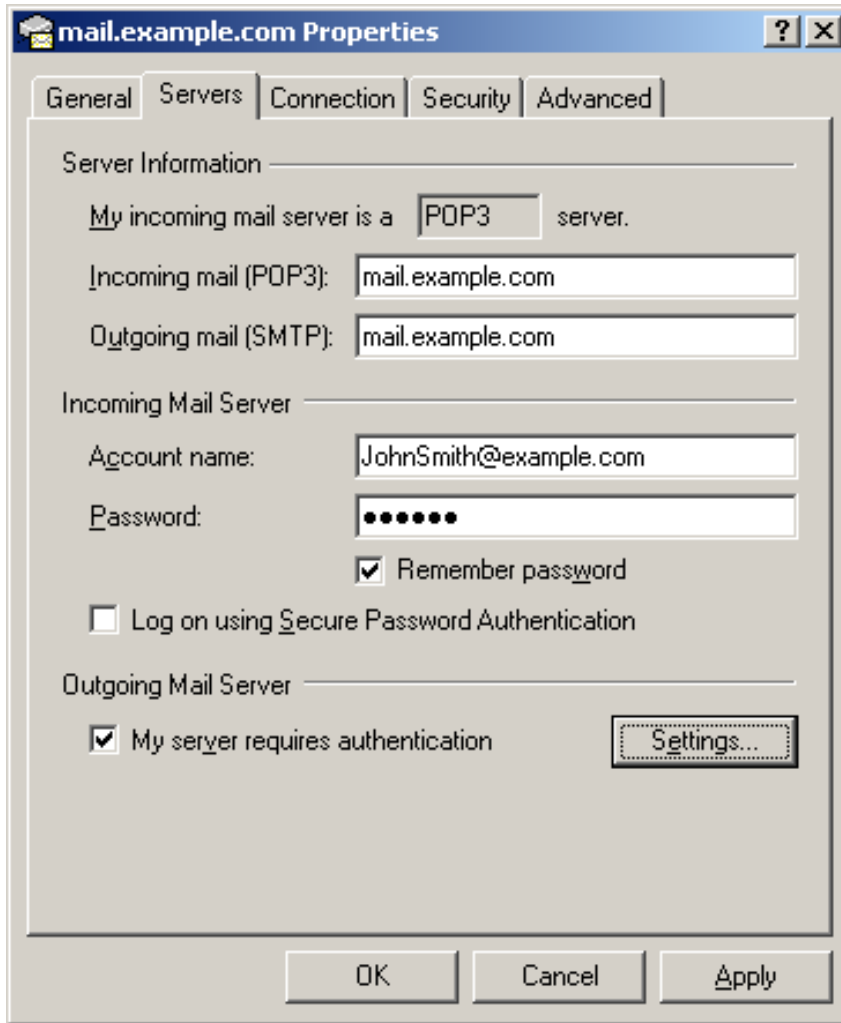 mail.example.com Properties
General Servers Connection Security Advanced
Server Information
My incoming mail server is a POP3 server.
Incoming mail (POP3): mail.example.com
Outgoing mail (SMTP): mail.example.com
Incoming Mail Server
Account name: JohnSmith@example.com
Password: ●●●●●●
Remember password
Log on using Secure Password Authentication
Outgoing Mail Server
My server requires authentication Settings...
OK Cancel Apply